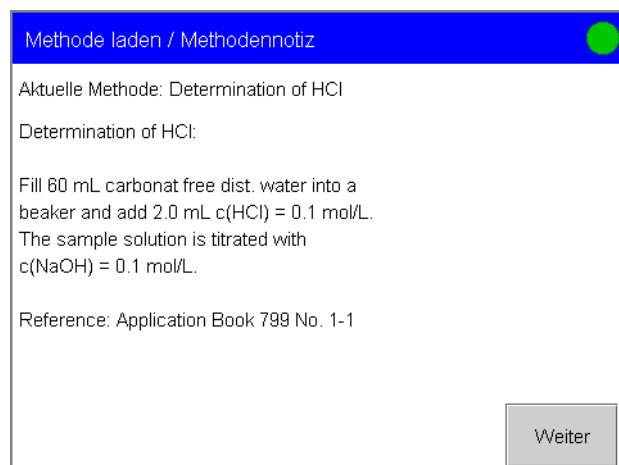 Methode laden / Methodennotiz
Aktuelle Methode: Determination of HCl
Determination of HCl:
Fill 60 mL carbonat free dist. water into a
beaker and add 2.0 mL c(HCl) = 0.1 mol/L.
The sample solution is titrated with
c(NaOH) = 0.1 mol/L.
Reference: Application Book 799 No. 1-1
Weiter